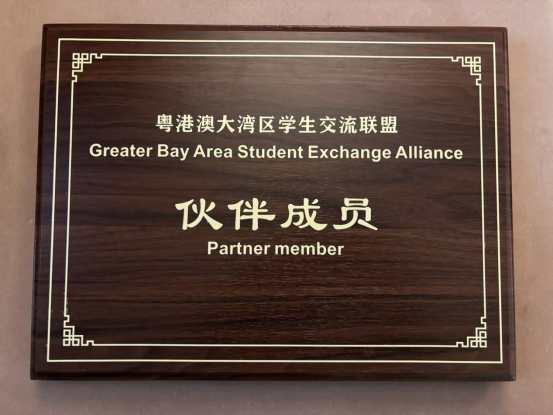 粤港澳大湾区学生交流联盟
Greater Bay Area Student Exchange Alliance
伙伴成员
Partner member